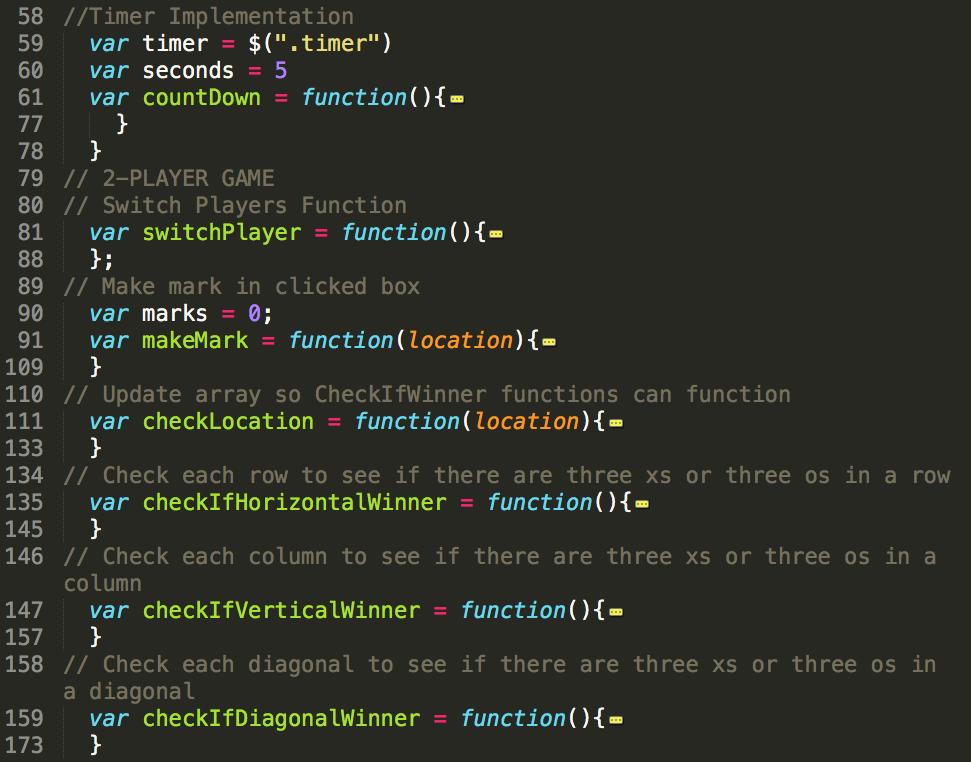 58 //Timer Implementation
59 var timer = $(".timer")
60 var seconds = 5
61 var countDown = function(){
77 }
78 }
79 // 2-PLAYER GAME
80 // Switch Players Function
81 var switchPlayer = function(){
88 };
89 // Make mark in clicked box
90 var marks = 0;
91 var makeMark = function(location){
109 }
110 // Update array so CheckIfWinner functions can function
111 var checkLocation = function(location){
133 }
134 // Check each row to see if there are three xs or three os in a row
135 var checkIfHorizontalWinner = function(){
145 }
146 // Check each column to see if there are three xs or three os in a
column
147 var checkIfVerticalWinner = function(){
157 }
158 // Check each diagonal to see if there are three xs or three os in
a diagonal
159 var checkIfDiagonalWinner = function(){
173 }